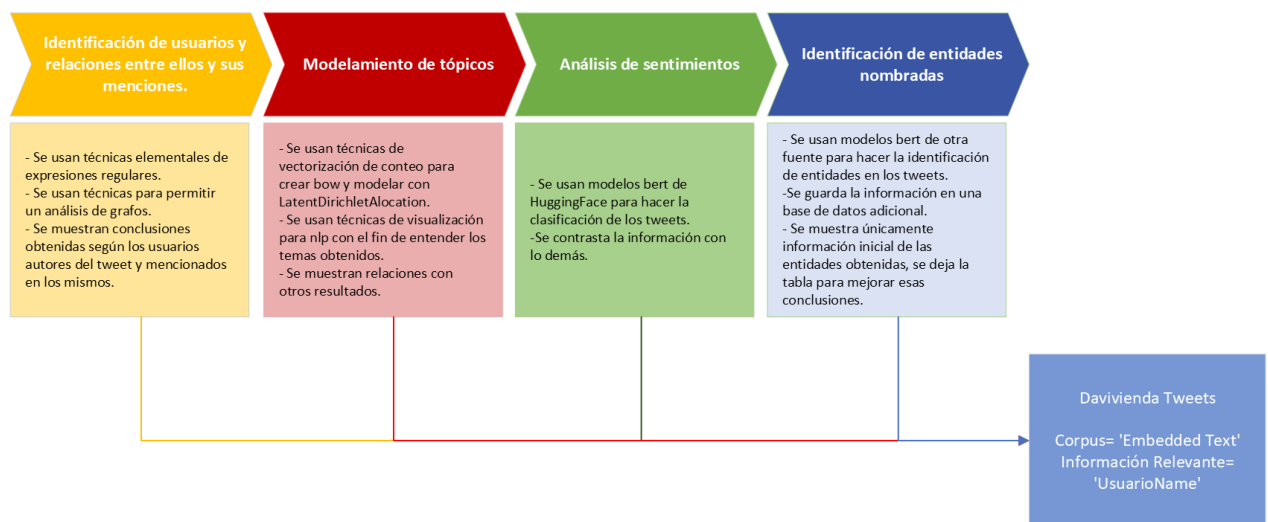 Identificación de usuarios y
relaciones entre ellos y sus
menciones.
Modelamiento de tópicos
Análisis de sentimientos
Identificación de entidades
nombradas
- Se usan técnicas elementales de
expresiones regulares.
- Se usan técnicas para permitir
un análisis de grafos.
- Se muestran conclusiones
obtenidas según los usuarios
autores del tweet y mencionados
en los mismos.
- Se usan técnicas de
vectorización de conteo para
crear bow y modelar con
LatentDirichletAlocation.
- Se usan técnicas de visualización
para nlp con el fin de entender los
temas obtenidos.
- Se muestran relaciones con
otros resultados.
- Se usan modelos bert de
HuggingFace para hacer la
clasificación de los tweets.
-Se contrasta la información con
lo demás.
- Se usan modelos bert de otra
fuente para hacer la identificación
de entidades en los tweets.
-Se guarda la información en una
base de datos adicional.
- Se muestra únicamente
información inicial de las
entidades obtenidas, se deja la
tabla para mejorar esas
conclusiones.
Davivienda Tweets
Corpus= 'Embedded Text'
Información Relevante=
'UsuarioName'